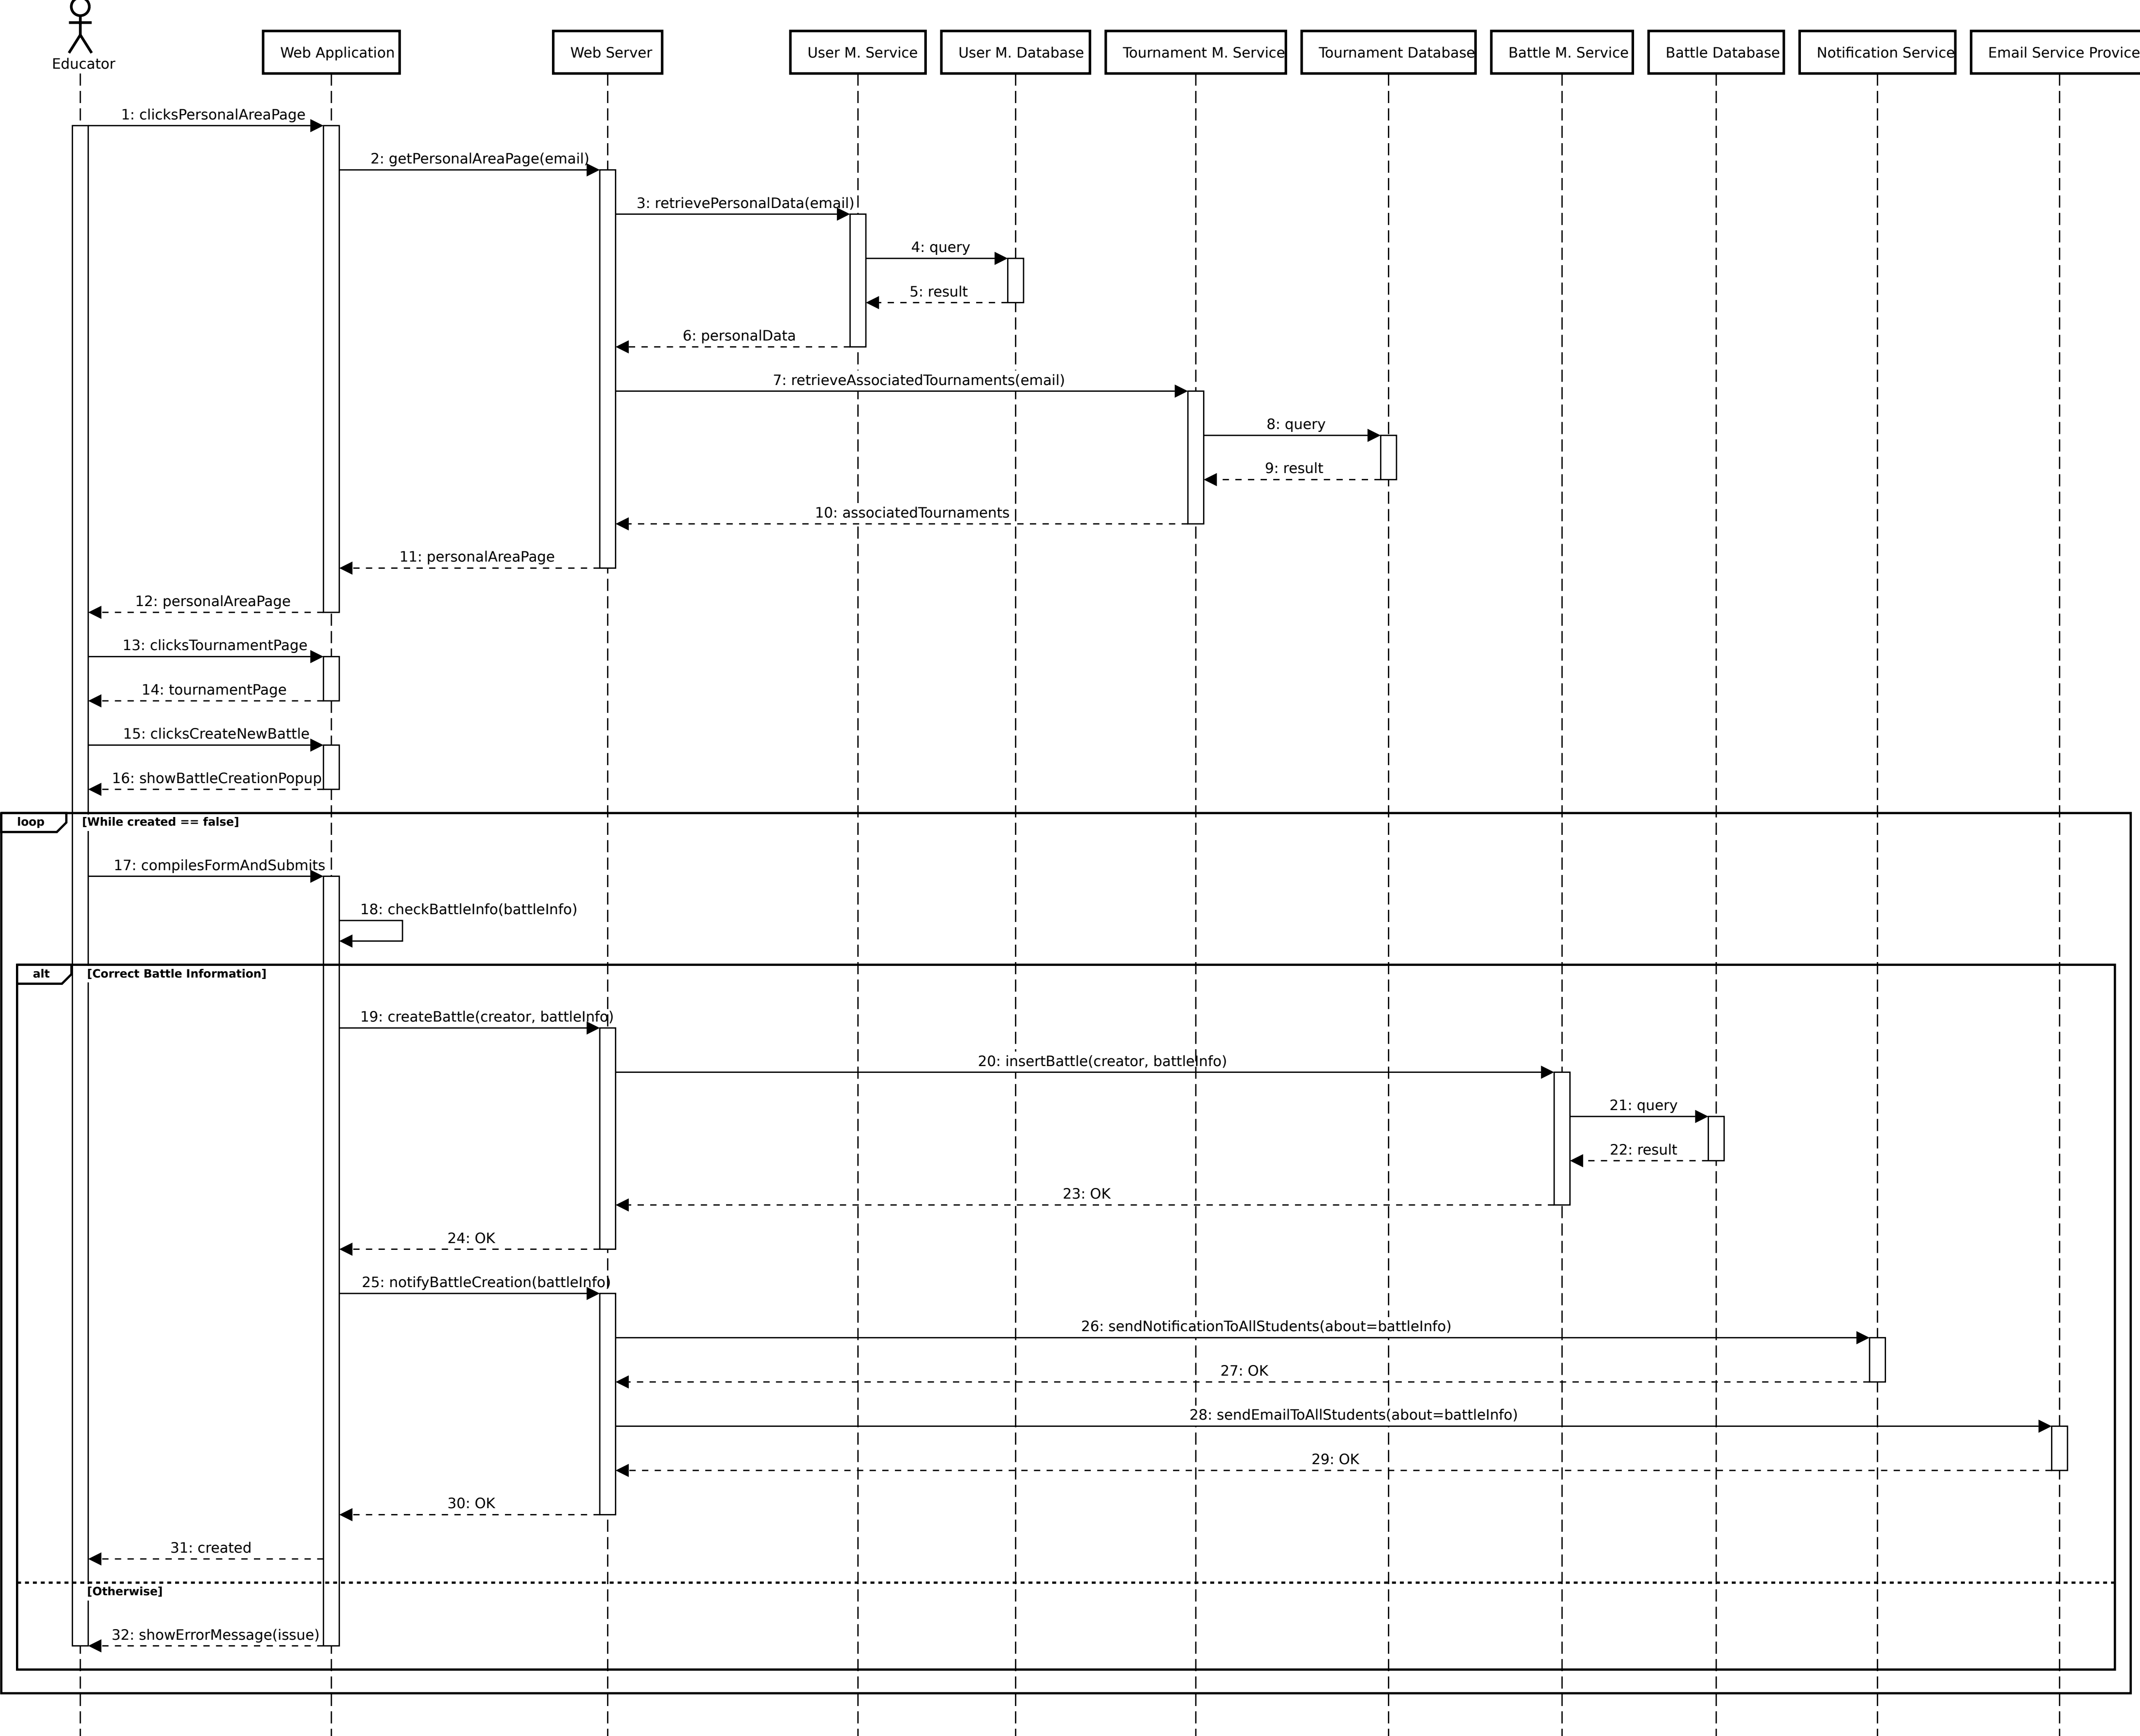 Educator
Web Application
Web Server
User M. Service
User M. Database
Tournament M. Service
Tournament Database
Battle M. Service
Battle Database
Notification Service
Email Service Provice
1: clicksPersonalAreaPage
2: getPersonalAreaPage(email)
3: retrievePersonalData(email)
4: query
5: result
6: personalData
7: retrieveAssociatedTournaments(email)
8: query
9: result
10: associatedTournaments
11: personalAreaPage
12: personalAreaPage
13: clicksTournamentPage
14: tournamentPage
15: clicksCreateNewBattle
16: showBattleCreationPopup
loop [While created == false]
17: compilesFormAndSubmits
18: checkBattleInfo(battleInfo)
alt [Correct Battle Information]
19: createBattle(creator, battleInfo)
20: insertBattle(creator, battleInfo)
21: query
22: result
23: OK
24: OK
25: notifyBattleCreation(battleInfo)
26: sendNotificationToAllStudents(about=battleInfo)
27: OK
28: sendEmailToAllStudents(about=battleInfo)
29: OK
30: OK
31: created
[Otherwise]
32: showErrorMessage(issue)